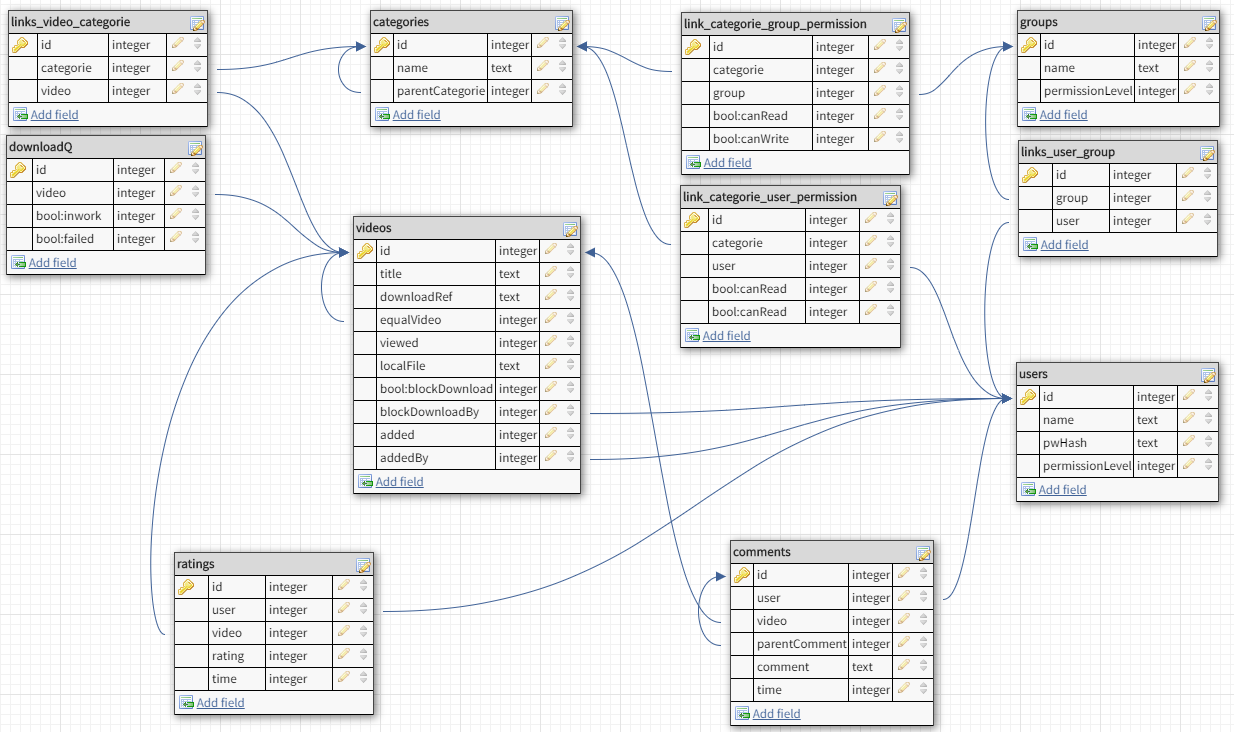 links_video_categorie
id integer
categorie integer
video integer
Add field
categories
id integer
name text
parentCategorie integer
Add field
link_categorie_group_permission
id integer
categorie integer
group integer
bool:canRead integer
bool:canWrite integer
Add field
groups
id integer
name text
permissionLevel integer
Add field
downloadQ
id integer
video integer
bool:inwork integer
bool:failed integer
Add field
links_user_group
id integer
group integer
user integer
Add field
link_categorie_user_permission
id integer
categorie integer
user integer
bool:canRead integer
bool:canRead integer
Add field
videos
id integer
title text
downloadRef text
equalVideo integer
viewed integer
localFile text
bool:blockDownload integer
blockDownloadBy integer
added integer
addedBy integer
Add field
users
id integer
name text
pwHash text
permissionLevel integer
Add field
ratings
id integer
user integer
video integer
rating integer
time integer
Add field
comments
id integer
user integer
video integer
parentComment integer
comment text
time integer
Add field